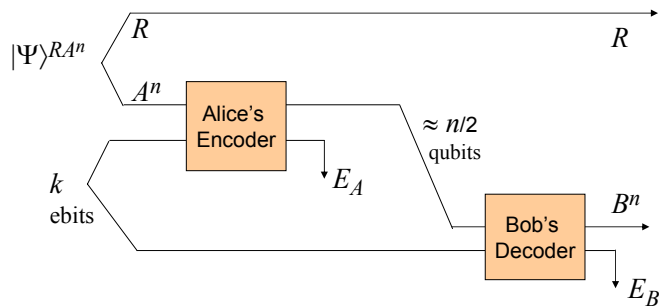 R
R
|Ψ⟩^{RA^n}
A^n
Alice's
Encoder
≈ n/2
qubits
k
ebits
E_A
Bob's
Decoder
B^n
E_B